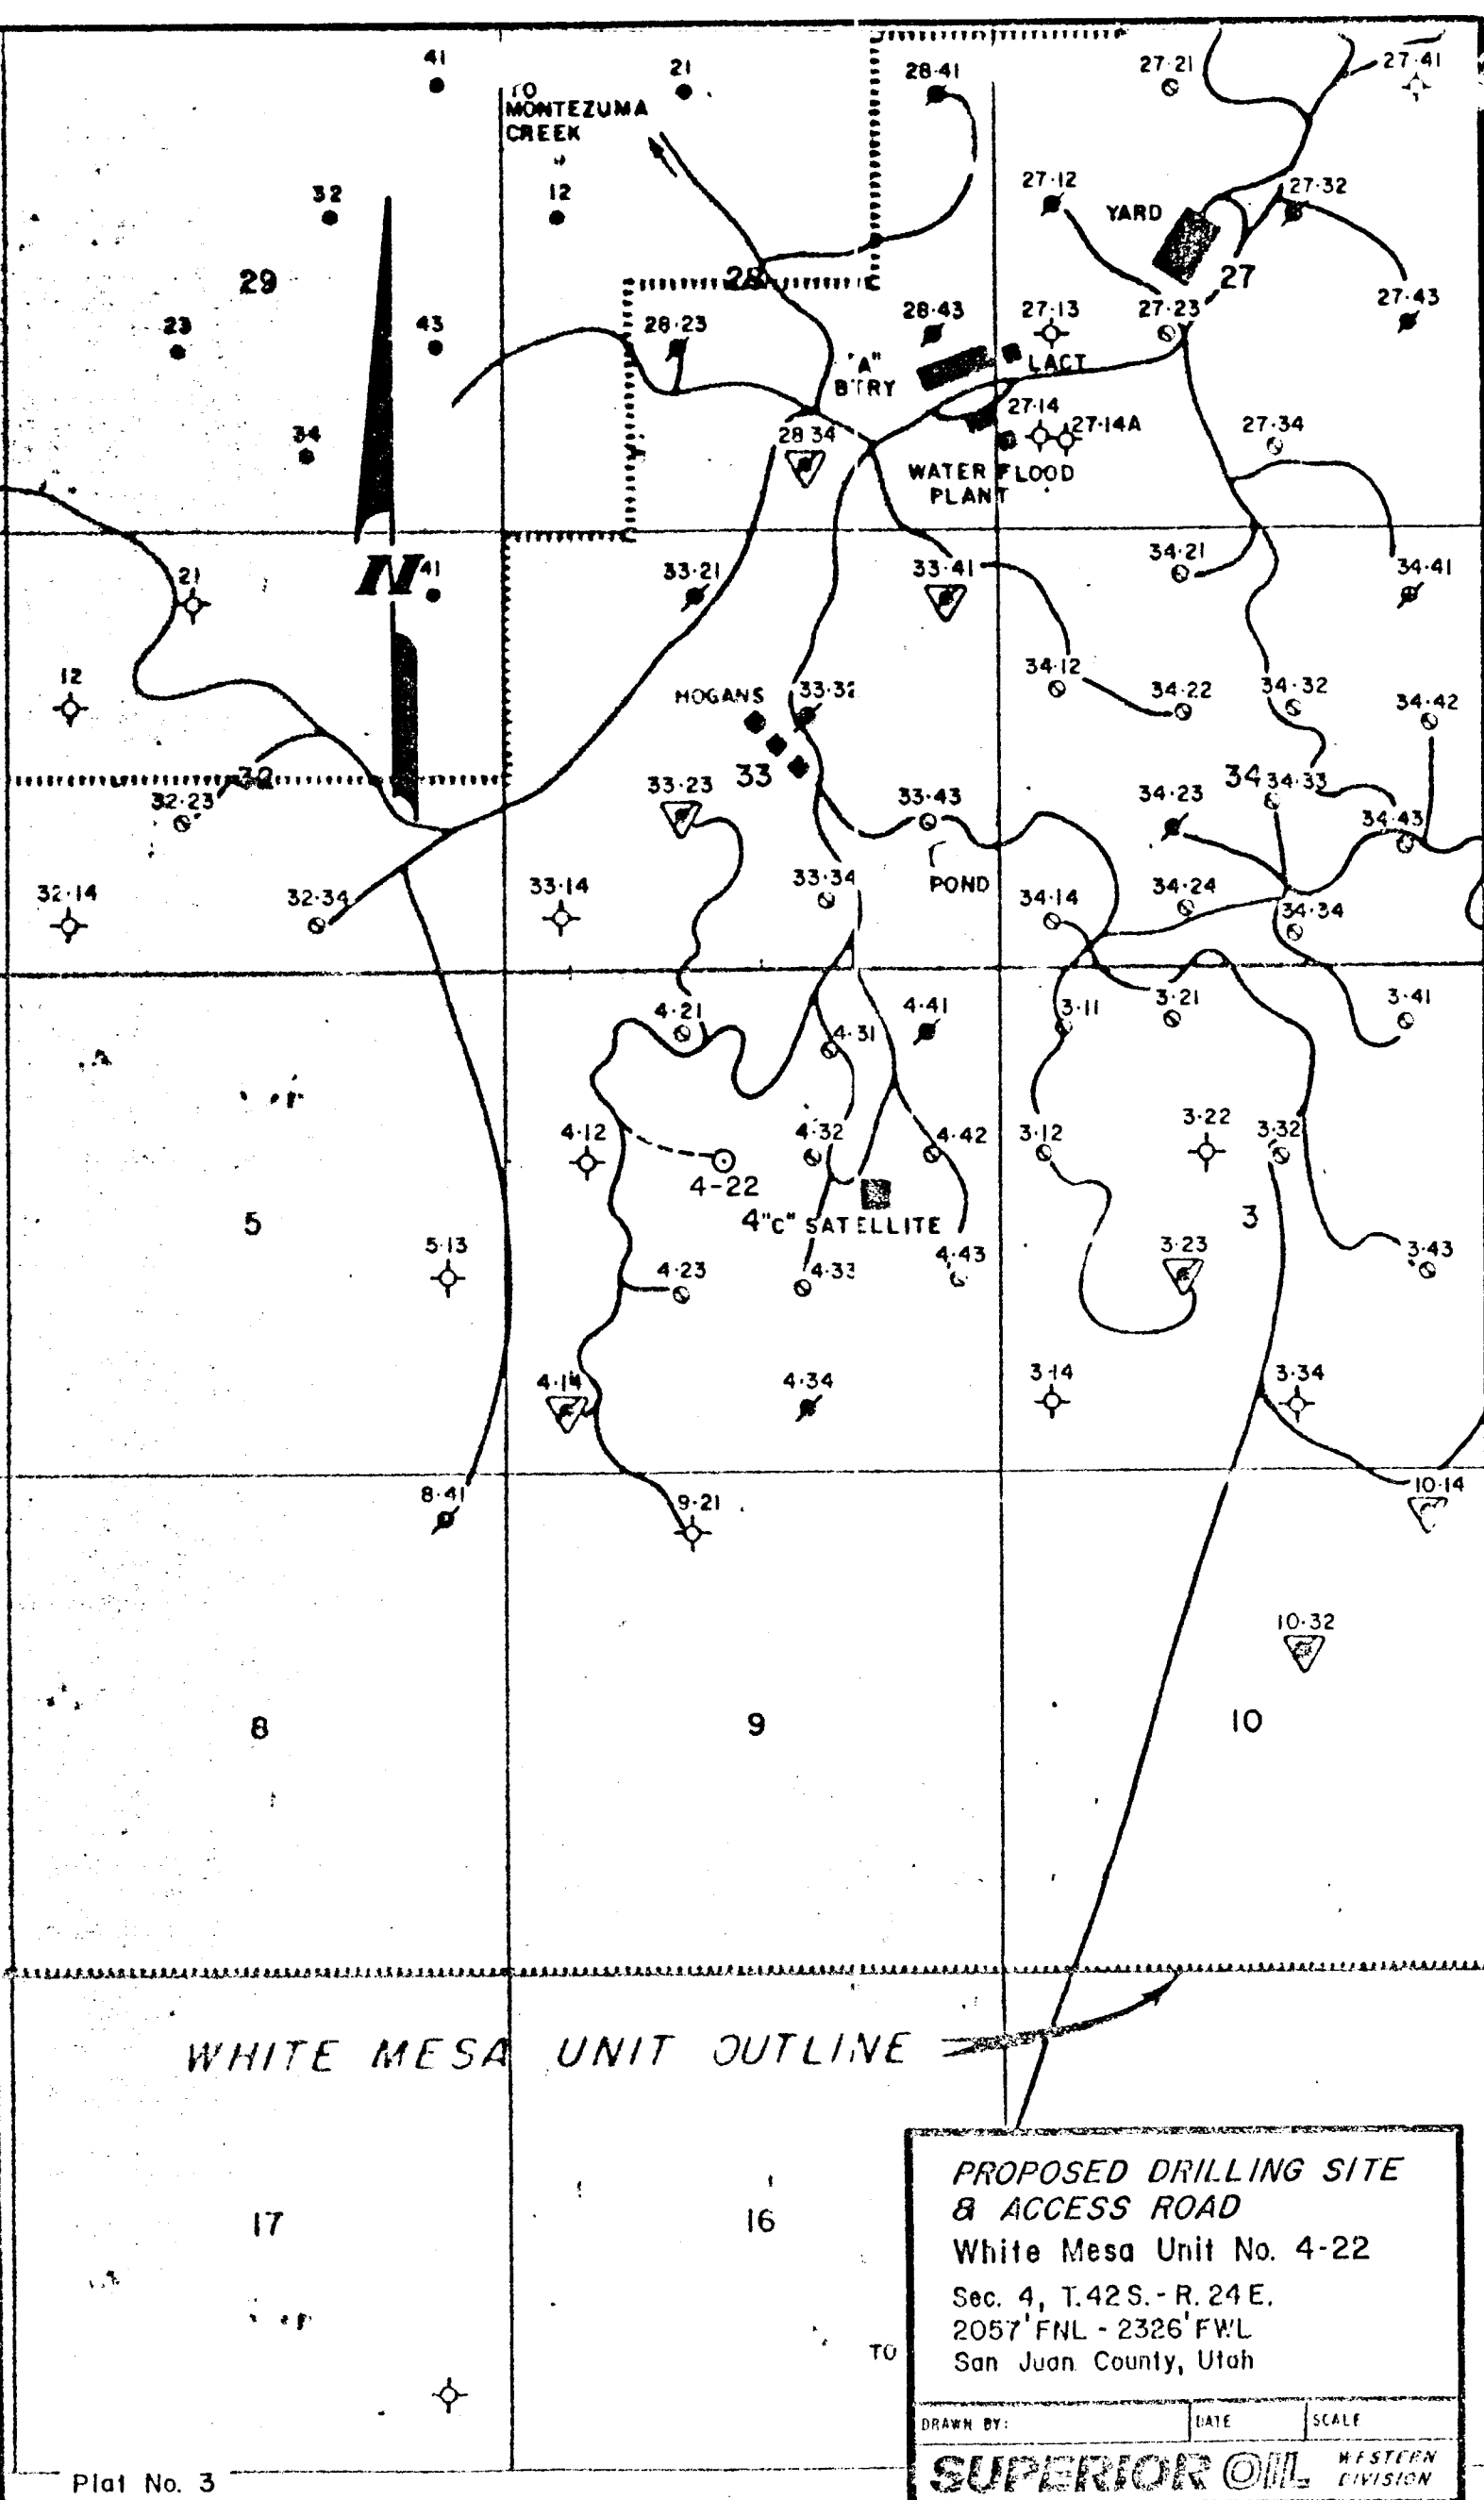 41
21
28·41
27·21
27·41
TO
MONTEZUMA
CREEK
32
12
27·12
YARD
27·32
29
28
27
23
43
28·23
28·43
27·13
27·23
27·43
"A"
BTRY
LACT
34
28·34
27·14
27·14A
27·34
WATER FLOOD
PLANT
21
N
41
33·21
33·41
34·21
34·41
12
HOGANS
33·32
34·12
34·22
34·32
34·42
32
33·23
33
34
34·33
32·23
33·43
34·23
34·43
32·14
32·34
33·14
33·34
POND
34·14
34·24
34·34
4·21
4·31
4·41
3·11
3·21
3·41
4·12
4-22
4·32
4·42
3·12
3·22
3·32
5
4
"C" SATELLITE
3
5·13
4·23
4·33
4·43
3·23
3·43
4·14
4·34
3·14
3·34
8·41
9·21
10·14
10·32
8
9
10
WHITE MESA UNIT OUTLINE
17
16
TO
PROPOSED DRILLING SITE
& ACCESS ROAD
White Mesa Unit No. 4-22
Sec. 4, T.42 S. - R. 24 E.
2057' FNL - 2326' FWL
San Juan County, Utah
DRAWN BY:
DATE
SCALE
SUPERIOR OIL
WESTERN
DIVISION
Plat No. 3